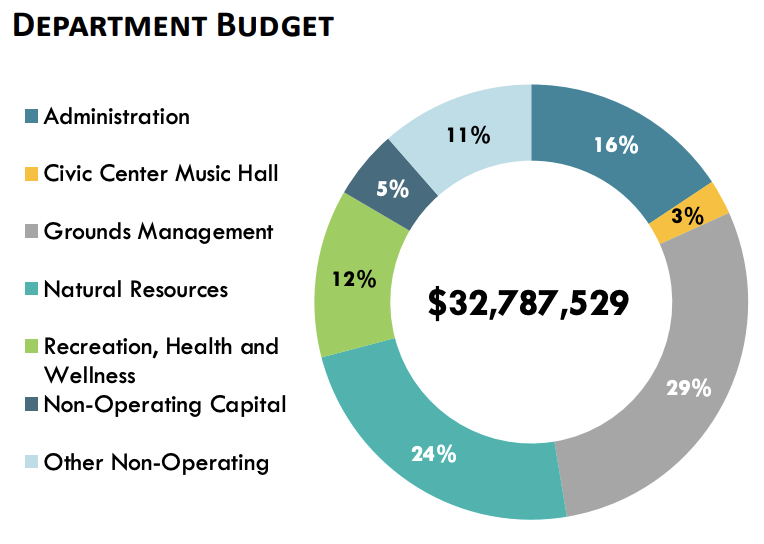 DEPARTMENT BUDGET
Administration
Civic Center Music Hall
Grounds Management
Natural Resources
Recreation, Health and
Wellness
Non-Operating Capital
Other Non-Operating
16%
3%
29%
24%
12%
5%
11%
$32,787,529